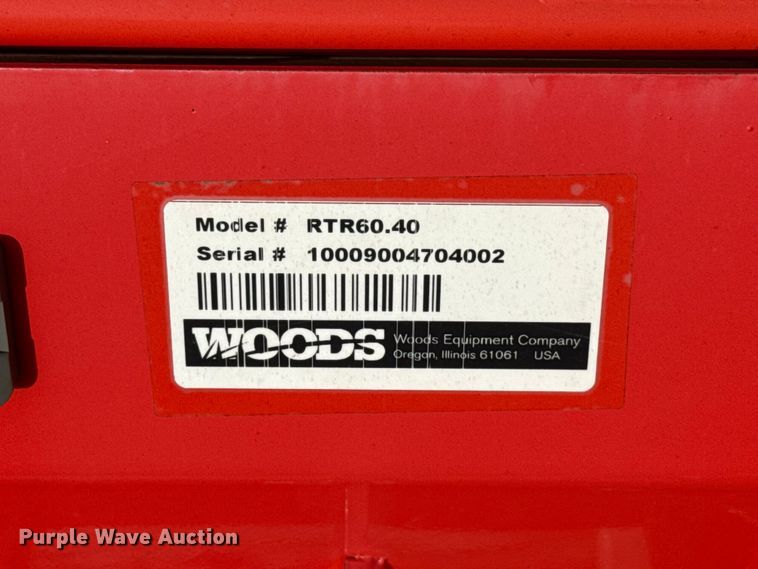 Model # RTR60.40
Serial # 10009004704002
WOODS Woods Equipment Company
Oregon, Illinois 61061 USA
Purple Wave Auction